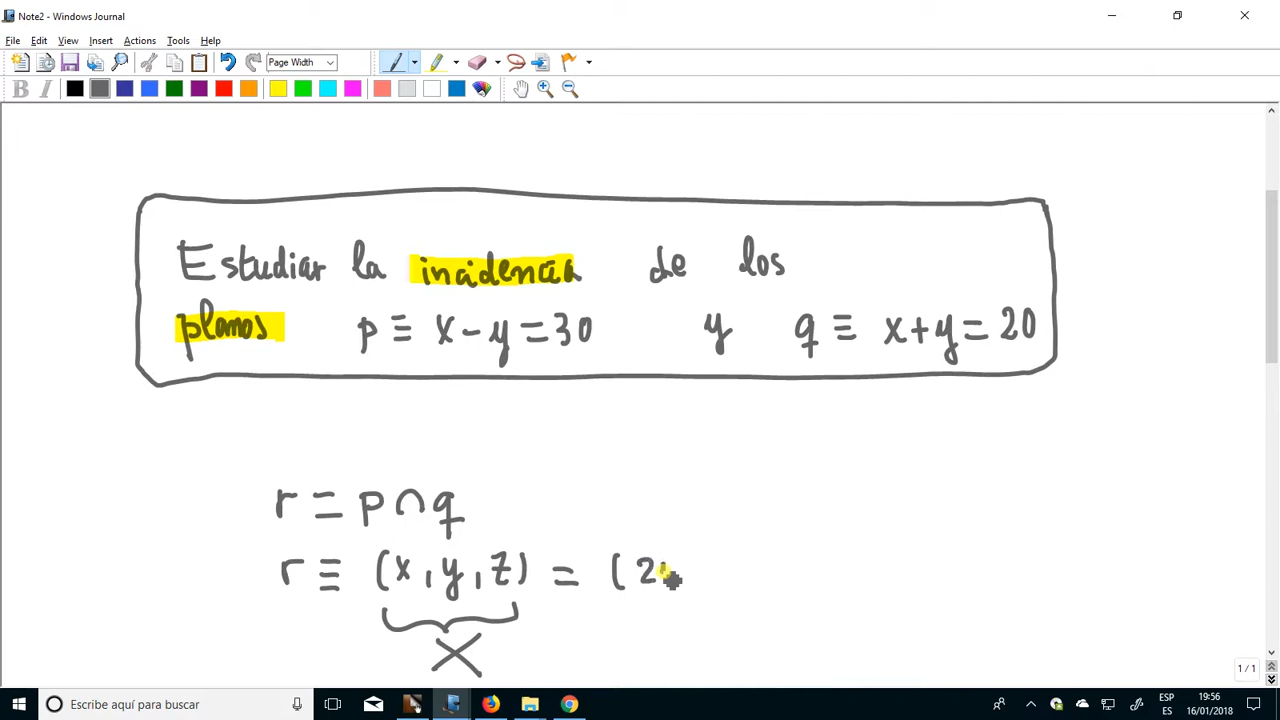 Note2 - Windows Journal
File Edit View Insert Actions Tools Help
Page Width
B I
Estudiar la incidencia de los
planos p ≡ x - y = 30 y q ≡ x + y = 20
r = p ∩ q
r ≡ (x, y, z) = (2
X
1 / 1
Escribe aquí para buscar
ESP
ES
19:56
16/01/2018